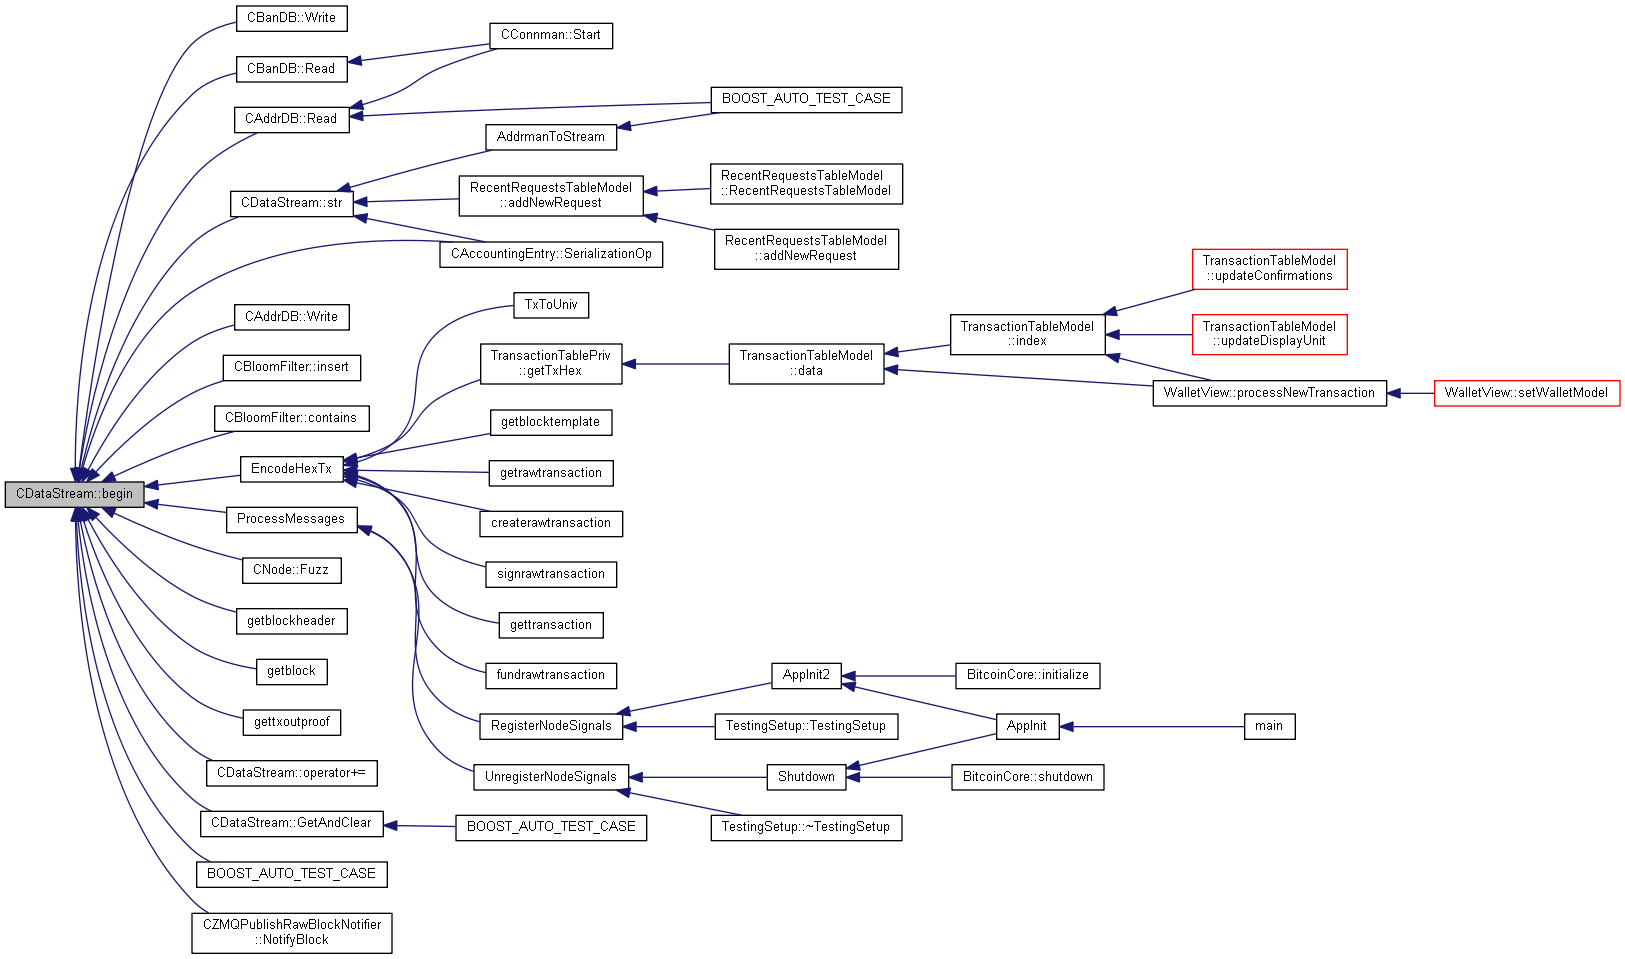 CDataStream::begin
CBanDB::Write
CBanDB::Read
CAddrDB::Read
CDataStream::str
CAddrDB::Write
CBloomFilter::insert
CBloomFilter::contains
EncodeHexTx
ProcessMessages
CNode::Fuzz
getblockheader
getblock
gettxoutproof
CDataStream::operator+=
CDataStream::GetAndClear
BOOST_AUTO_TEST_CASE
CZMQPublishRawBlockNotifier
::NotifyBlock
CConnman::Start
AddrmanToStream
RecentRequestsTableModel
::addNewRequest
CAccountingEntry::SerializationOp
TxToUniv
TransactionTablePriv
::getTxHex
getblocktemplate
getrawtransaction
createrawtransaction
signrawtransaction
gettransaction
fundrawtransaction
RegisterNodeSignals
UnregisterNodeSignals
BOOST_AUTO_TEST_CASE
BOOST_AUTO_TEST_CASE
RecentRequestsTableModel
::RecentRequestsTableModel
RecentRequestsTableModel
::addNewRequest
TransactionTableModel
::data
AppInit2
TestingSetup::TestingSetup
Shutdown
TestingSetup::~TestingSetup
TransactionTableModel
::index
BitcoinCore::initialize
AppInit
BitcoinCore::shutdown
TransactionTableModel
::updateConfirmations
TransactionTableModel
::updateDisplayUnit
WalletView::processNewTransaction
main
WalletView::setWalletModel